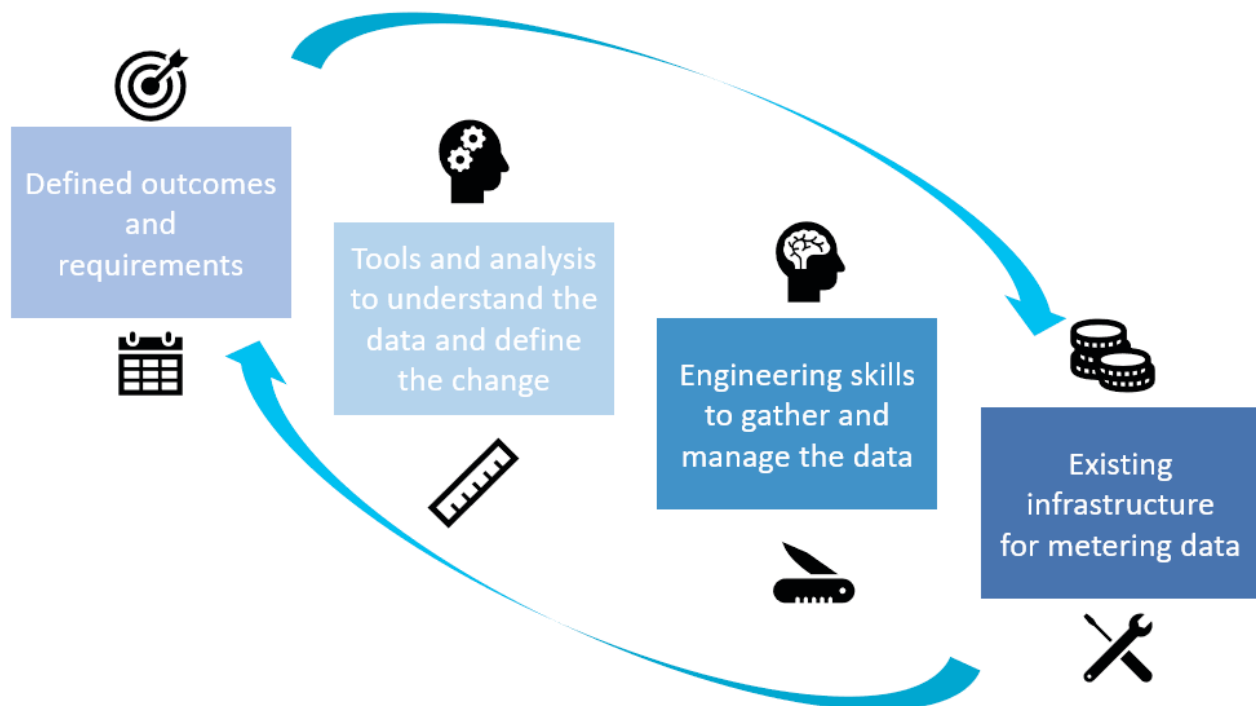 Defined outcomes
and
requirements
Tools and analysis
to understand the
data and define
the change
Engineering skills
to gather and
manage the data
Existing
infrastructure
for metering data